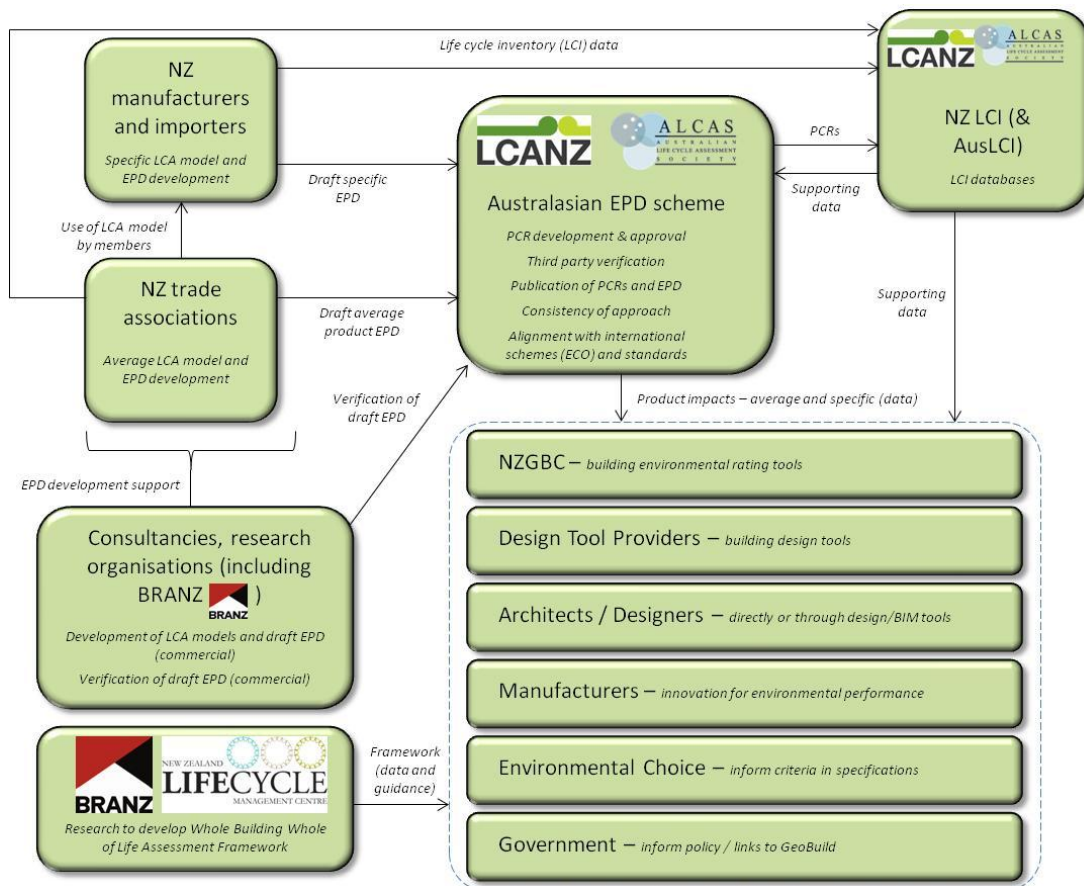 Life cycle inventory (LCI) data
NZ
manufacturers
and importers
Specific LCA model and
EPD development
Use of LCA model
by members
NZ trade
associations
Average LCA model and
EPD development
Draft specific
EPD
Draft average
product EPD
LCANZ
ALCAS
AUSTRALIAN
LIFE CYCLE ASSESSMENT
SOCIETY
Australasian EPD scheme
PCR development & approval
Third party verification
Publication of PCRs and EPD
Consistency of approach
Alignment with international
schemes (ECO) and standards
PCRs
Supporting
data
LCANZ
ALCAS
AUSTRALIAN
LIFE CYCLE ASSESSMENT
SOCIETY
NZ LCI (&
AusLCI)
LCI databases
Supporting
data
Verification of
draft EPD
Product impacts – average and specific (data)
EPD development support
Consultancies, research
organisations (including
BRANZ BRANZ )
Development of LCA models and draft EPD
(commercial)
Verification of draft EPD (commercial)
BRANZ
NEW ZEALAND
LIFECYCLE
MANAGEMENT CENTRE
Research to develop Whole Building Whole
of Life Assessment Framework
Framework
(data and
guidance)
NZGBC – building environmental rating tools
Design Tool Providers – building design tools
Architects / Designers – directly or through design/BIM tools
Manufacturers – innovation for environmental performance
Environmental Choice – inform criteria in specifications
Government – inform policy / links to GeoBuild